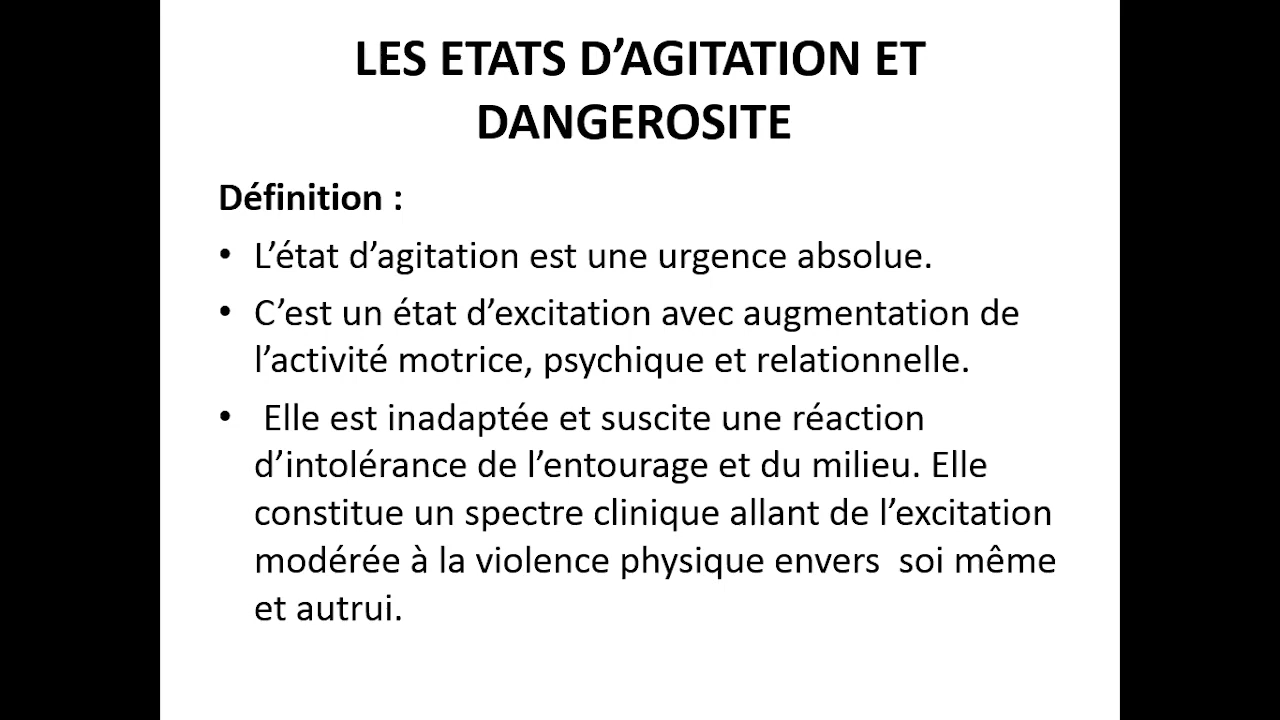 LES ETATS D’AGITATION ET
DANGEROSITE
Définition :
• L’état d’agitation est une urgence absolue.
• C’est un état d’excitation avec augmentation de
l’activité motrice, psychique et relationnelle.
• Elle est inadaptée et suscite une réaction
d’intolérance de l’entourage et du milieu. Elle
constitue un spectre clinique allant de l’excitation
modérée à la violence physique envers  soi même
et autrui.